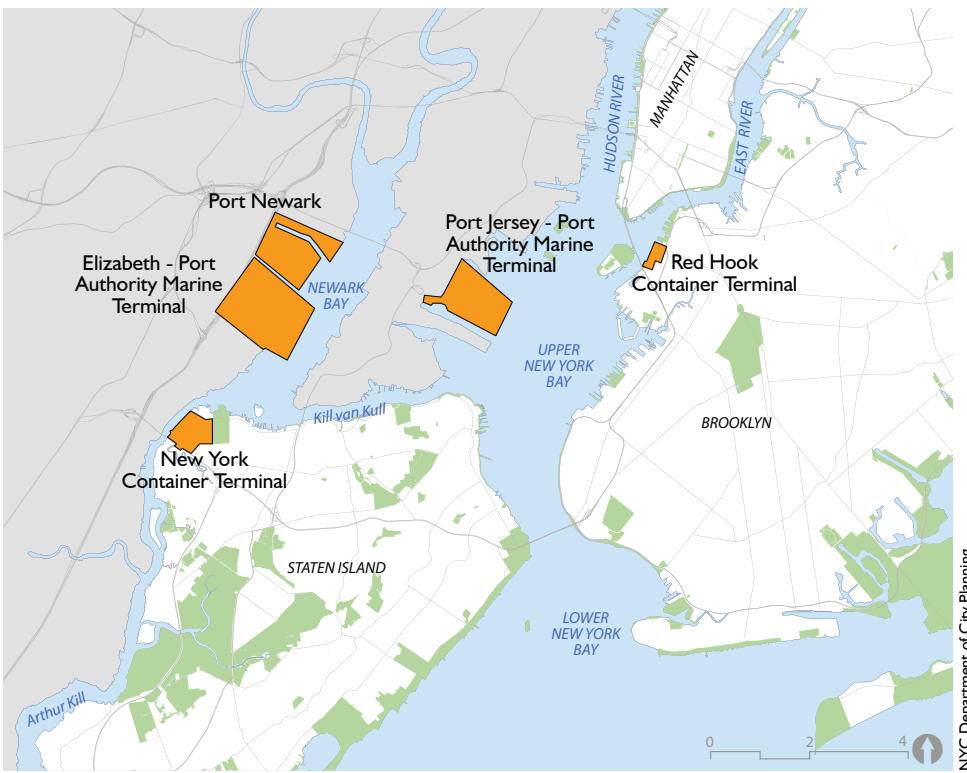 HUDSON RIVER
MANHATTAN
EAST RIVER
Port Newark
Port Jersey - Port
Authority Marine
Terminal
Elizabeth - Port
Authority Marine
Terminal
NEWARK
BAY
Red Hook
Container Terminal
UPPER
NEW YORK
BAY
Kill van Kull
BROOKLYN
New York
Container Terminal
STATEN ISLAND
LOWER
NEW YORK
BAY
Arthur Kill
0 2 4
NYC Department of City Planning